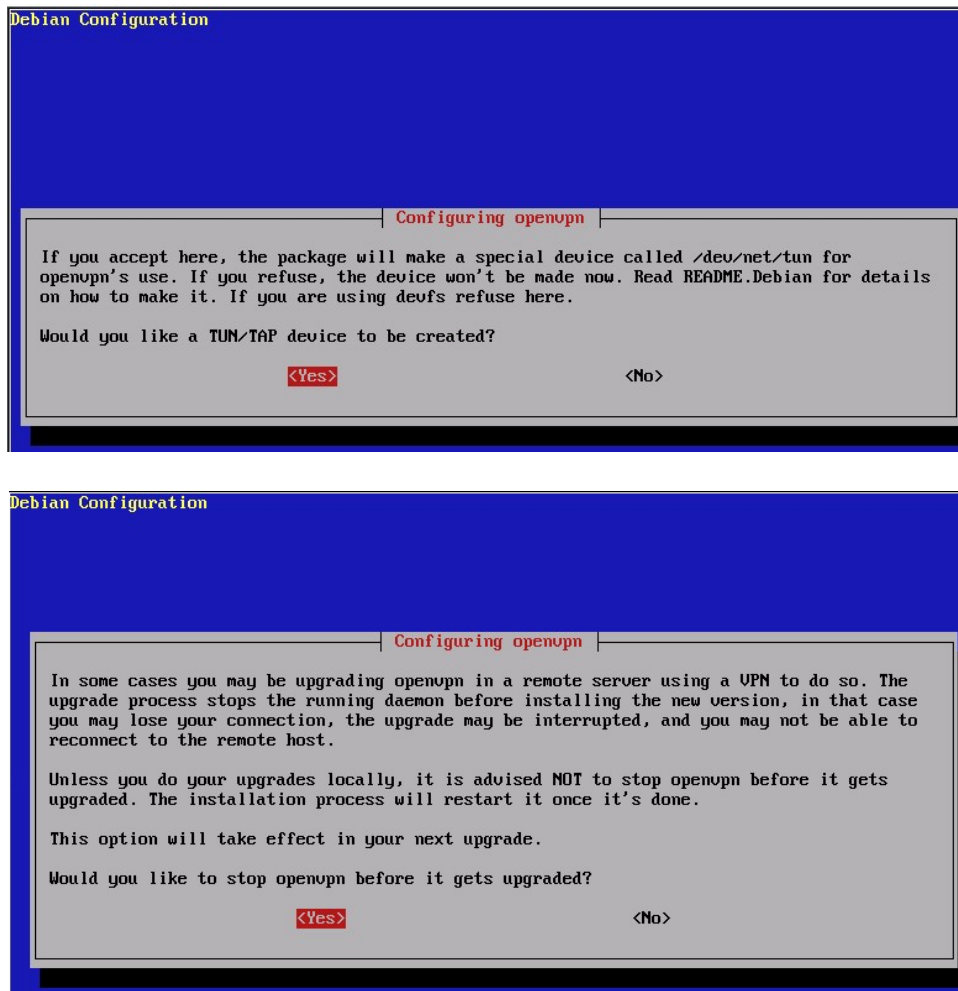 Debian Configuration
Configuring openvpn
If you accept here, the package will make a special device called /dev/net/tun for
openvpn's use. If you refuse, the device won't be made now. Read README.Debian for details
on how to make it. If you are using devfs refuse here.
Would you like a TUN/TAP device to be created?
<Yes> <No>
Debian Configuration
Configuring openvpn
In some cases you may be upgrading openvpn in a remote server using a VPN to do so. The
upgrade process stops the running daemon before installing the new version, in that case
you may lose your connection, the upgrade may be interrupted, and you may not be able to
reconnect to the remote host.
Unless you do your upgrades locally, it is advised NOT to stop openvpn before it gets
upgraded. The installation process will restart it once it's done.
This option will take effect in your next upgrade.
Would you like to stop openvpn before it gets upgraded?
<Yes> <No>